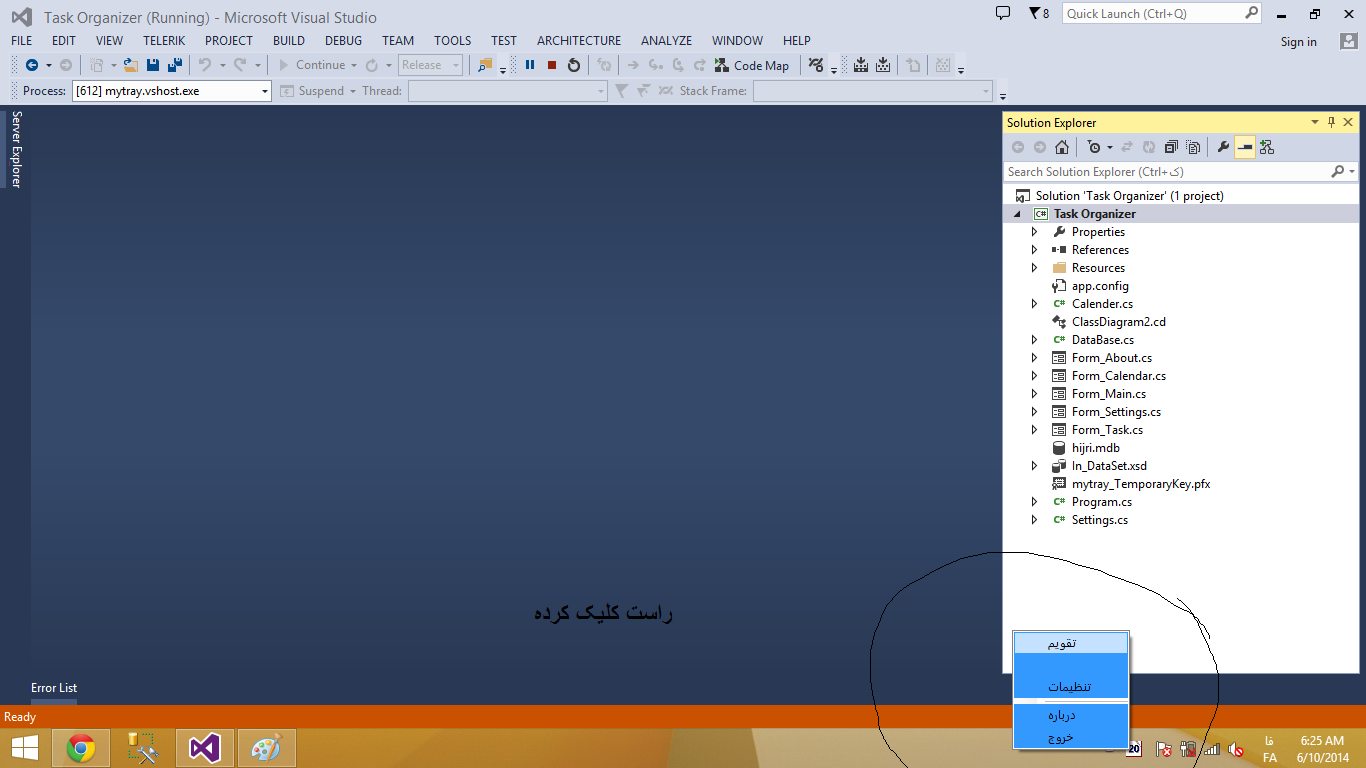 Task Organizer (Running) - Microsoft Visual Studio
8
Quick Launch (Ctrl+Q)
FILE EDIT VIEW TELERIK PROJECT BUILD DEBUG TEAM TOOLS TEST ARCHITECTURE ANALYZE WINDOW HELP
Sign in
Continue Release Code Map
Process: [612] mytray.vshost.exe Suspend Thread: Stack Frame:
Server Explorer
Solution Explorer
Search Solution Explorer (Ctrl+ک)
Solution 'Task Organizer' (1 project)
C# Task Organizer
Properties
References
Resources
app.config
C# Calender.cs
ClassDiagram2.cd
C# DataBase.cs
Form_About.cs
Form_Calendar.cs
Form_Main.cs
Form_Settings.cs
Form_Task.cs
hijri.mdb
In_DataSet.xsd
mytray_TemporaryKey.pfx
C# Program.cs
C# Settings.cs
راست کلیک کرده
تقویم
تنظیمات
درباره
خروج
Error List
Ready
20
فا
FA
6:25 AM
6/10/2014